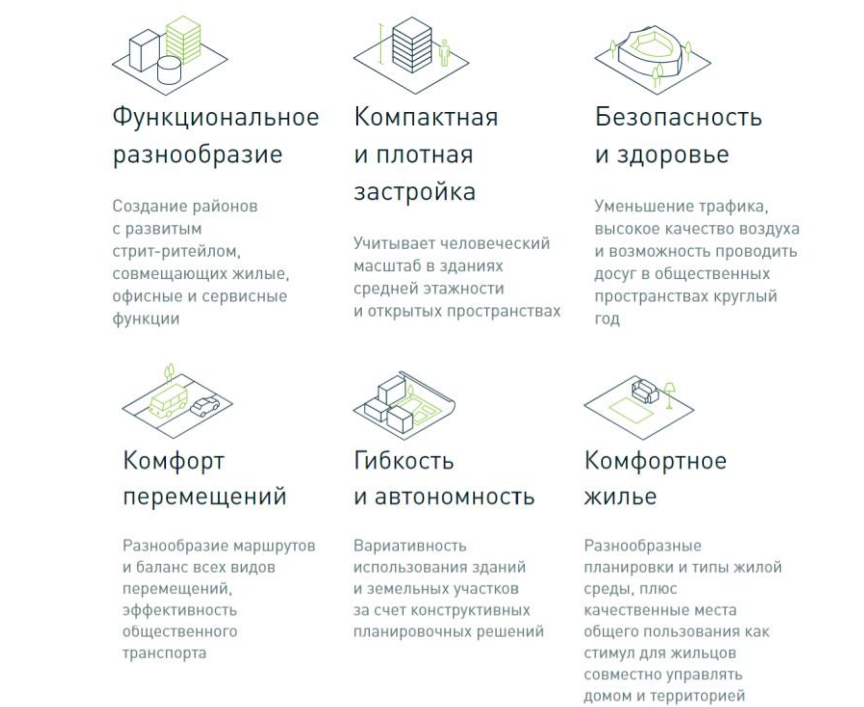 Функциональное
разнообразие
Создание районов
с развитым
стрит-ритейлом,
совмещающих жилые,
офисные и сервисные
функции
Компактная
и плотная
застройка
Учитывает человеческий
масштаб в зданиях
средней этажности
и открытых пространствах
Безопасность
и здоровье
Уменьшение трафика,
высокое качество воздуха
и возможность проводить
досуг в общественных
пространствах круглый
год
Комфорт
перемещений
Разнообразие маршрутов
и баланс всех видов
перемещений,
эффективность
общественного
транспорта
Гибкость
и автономность
Вариативность
использования зданий
и земельных участков
за счет конструктивных
планировочных решений
Комфортное
жилье
Разнообразные
планировки и типы жилой
среды, плюс
качественные места
общего пользования как
стимул для жильцов
совместно управлять
домом и территорией